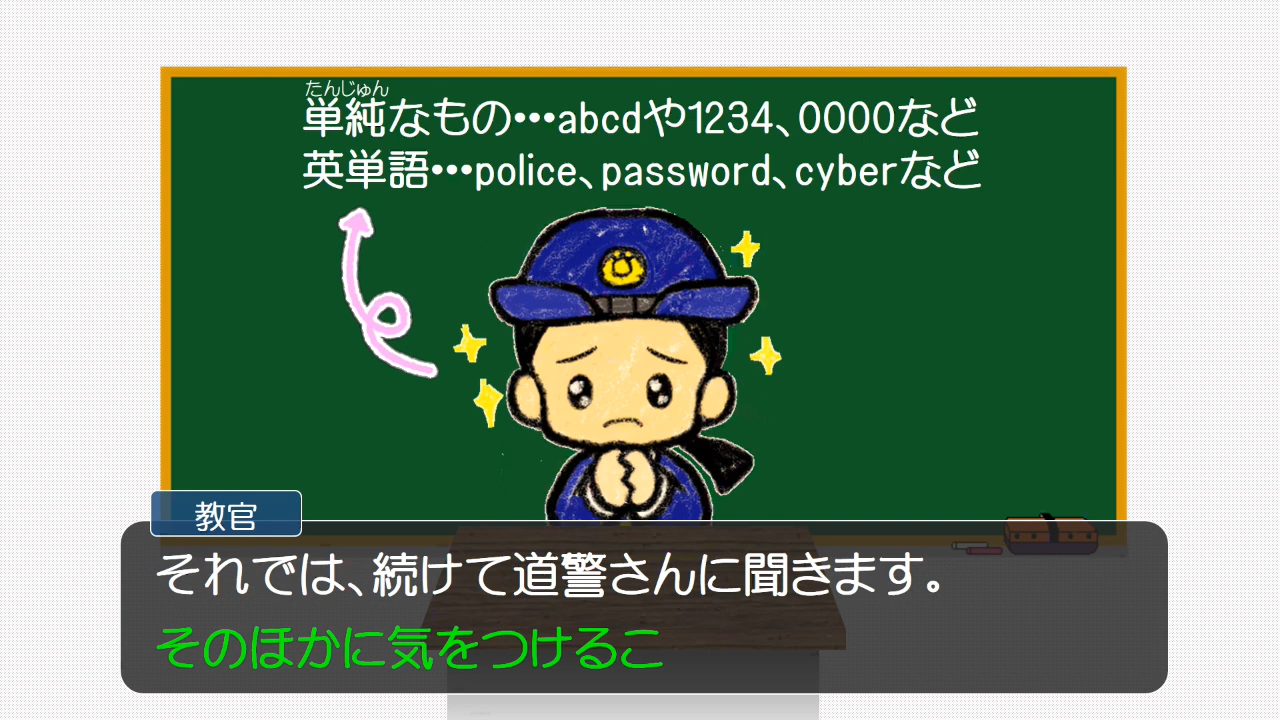 たんじゅん
単純なもの•••abcdや1234、0000など
英単語•••police、password、cyberなど
教官
それでは、続けて道警さんに聞きます。
そのほかに気をつけるこ